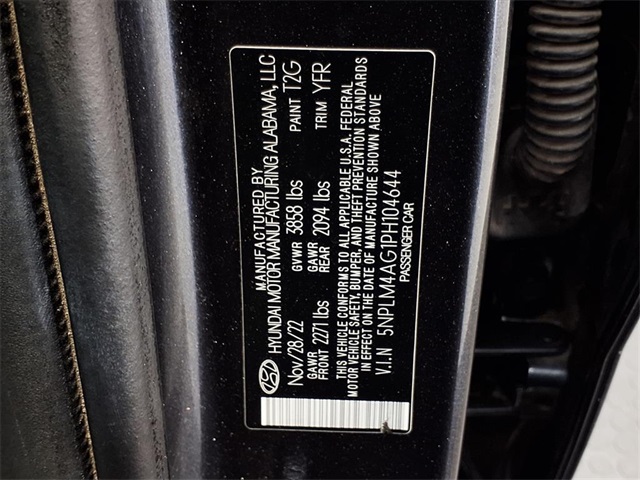 MANUFACTURED BY
HYUNDAI MOTOR MANUFACTURING ALABAMA, LLC
Nov/28/22 GVWR 3858 lbs PAINT T2G
GAWR FRONT 2271 lbs GAWR REAR 2094 lbs TRIM YFR
THIS VEHICLE CONFORMS TO ALL APPLICABLE U.S.A. FEDERAL
MOTOR VEHICLE SAFETY, BUMPER, AND THEFT PREVENTION STANDARDS
IN EFFECT ON THE DATE OF MANUFACTURE SHOWN ABOVE
V.I.N 5NPLM4AG1PH104644
PASSENGER CAR